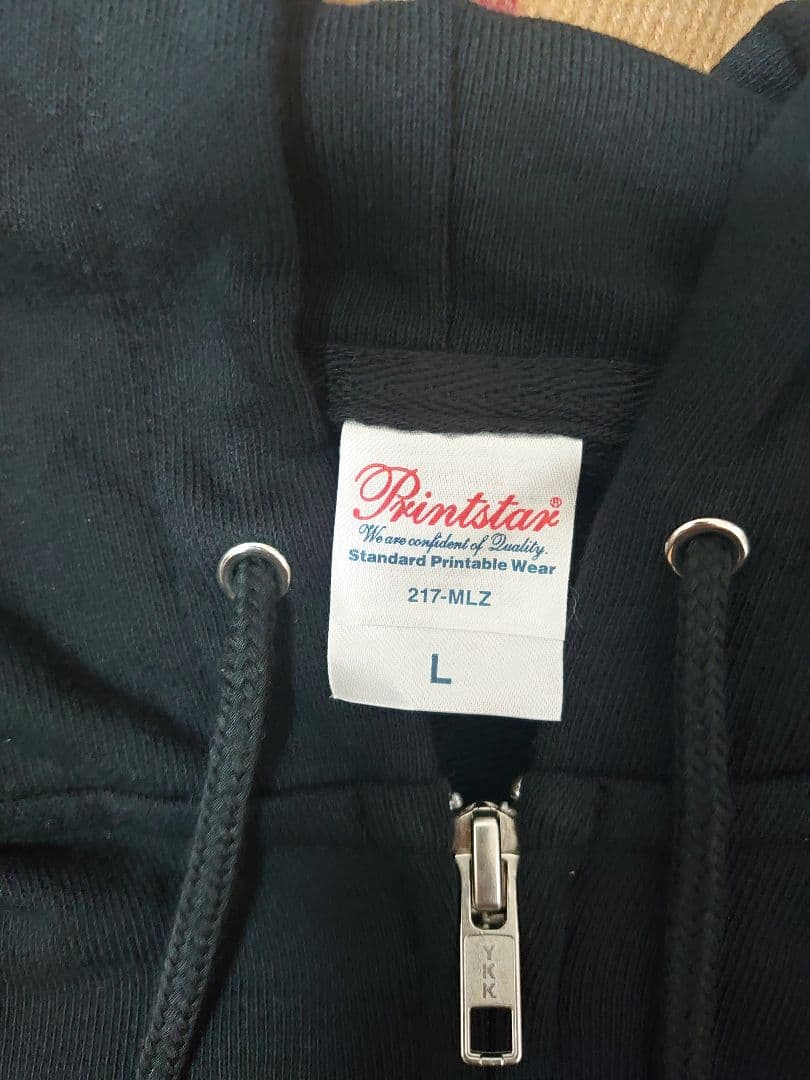 Printstar®
We are confident of Quality.
Standard Printable Wear
217-MLZ
L
YKK